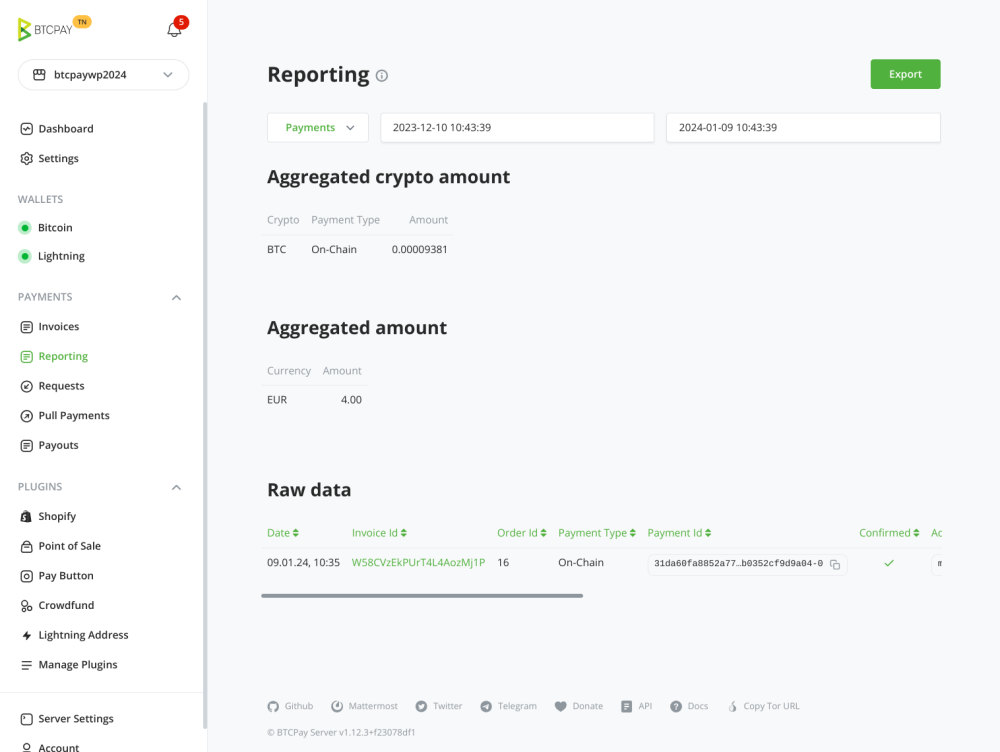 BTCPAY TN
5
btcpaywp2024
Dashboard
Settings
WALLETS
Bitcoin
Lightning
PAYMENTS
Invoices
Reporting
Requests
Pull Payments
Payouts
PLUGINS
Shopify
Point of Sale
Pay Button
Crowdfund
Lightning Address
Manage Plugins
Server Settings
Account
Reporting
Export
Payments 2023-12-10 10:43:39 2024-01-09 10:43:39
Aggregated crypto amount
Crypto Payment Type Amount
BTC On-Chain 0.00009381
Aggregated amount
Currency Amount
EUR 4.00
Raw data
Date Invoice Id Order Id Payment Type Payment Id Confirmed
09.01.24, 10:35 W58CVzEkPUrT4L4AozMj1P 16 On-Chain 31da60fa8852a77…b0352cf9d9a04-0
Github Mattermost Twitter Telegram Donate API Docs Copy Tor URL
© BTCPay Server v1.12.3+f23078df1